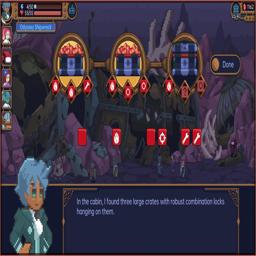 Odyssey Shipwreck
Done
In the cabin, I found three large crates with robust combination locks
hanging on them.